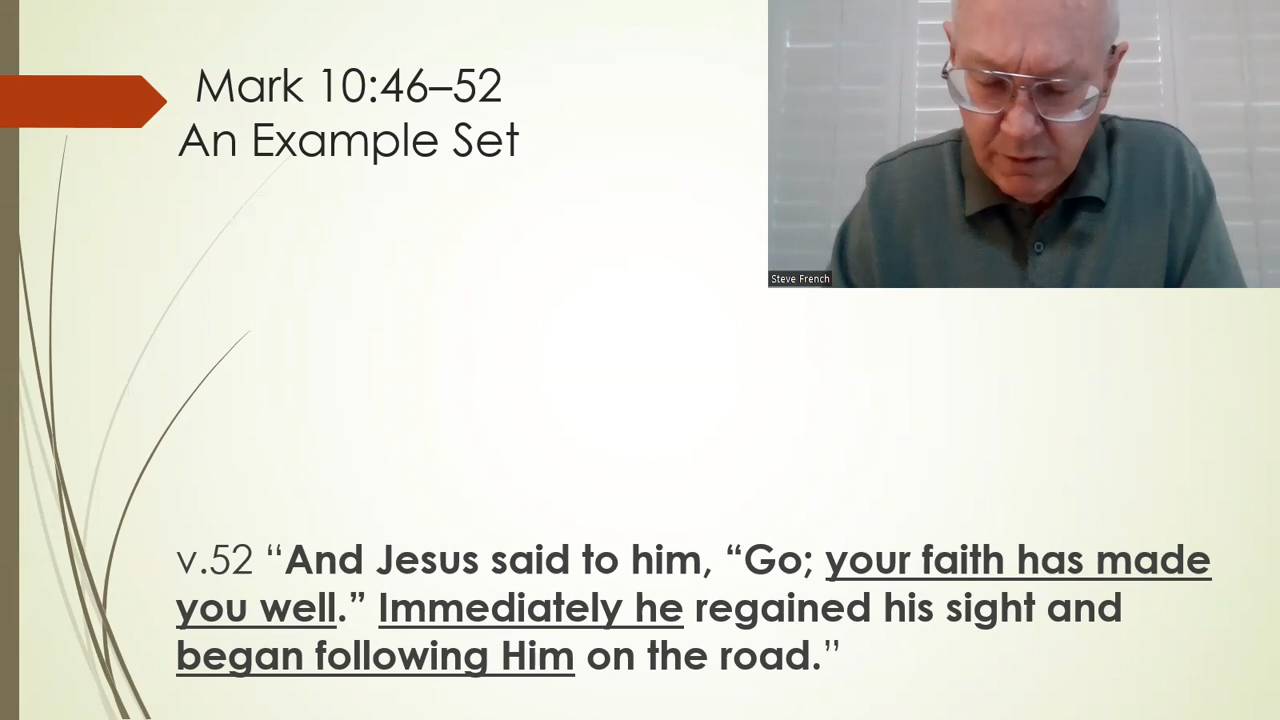 Mark 10:46–52
An Example Set
Steve French
v.52 “And Jesus said to him, “Go; your faith has made
you well.” Immediately he regained his sight and
began following Him on the road.”